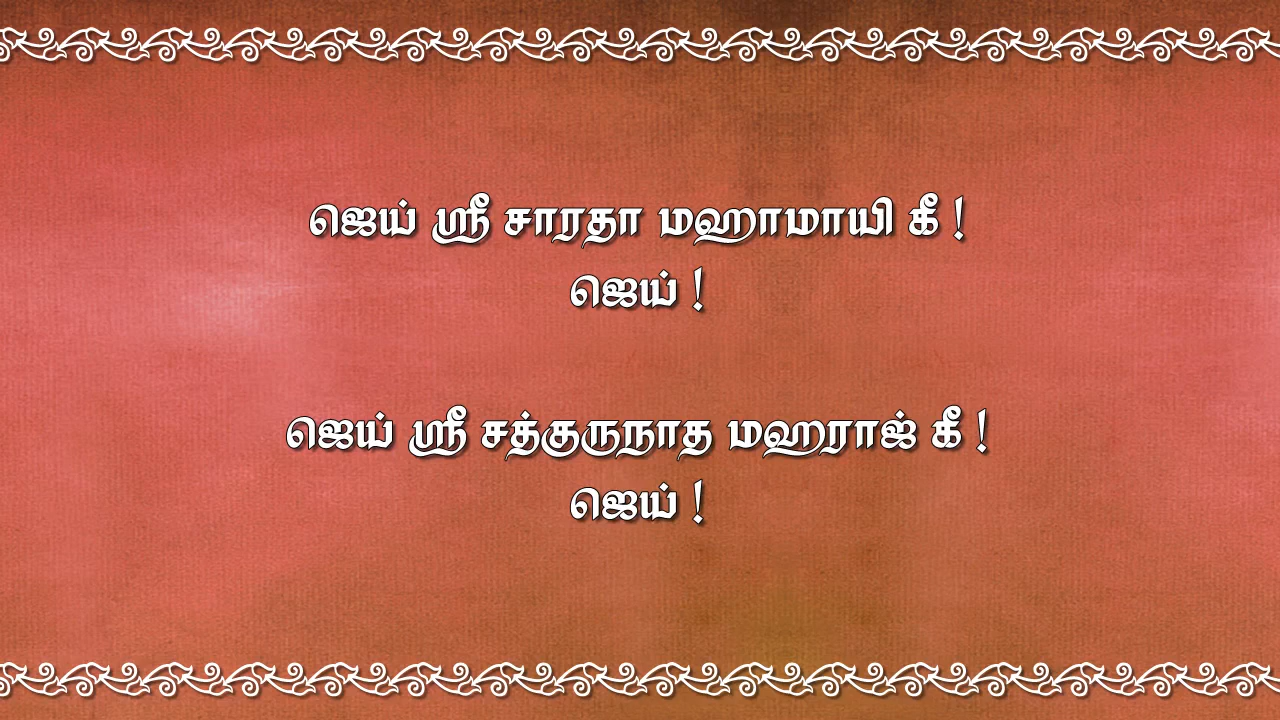 ஜெய் ஸ்ரீ சாரதா மஹாமாயி கீ !
ஜெய் !
ஜெய் ஸ்ரீ சத்குருநாத மஹராஜ் கீ !
ஜெய் !